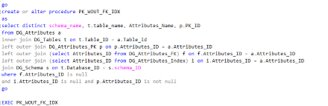 go
create or alter procedure PK_WOUT_FK_IDX
as
select distinct schema_name, t.table_name, Attributes_Name, p.PK_ID
from DG_Attributes a
inner join DG_Tables t on t.Table_ID = a.Table_Id
left outer join DG_Attributes_PK p on p.Attributes_ID = a.Attributes_ID
left outer join (select Attributes_ID from DG_Attributes_FK) f on f.Attributes_ID = a.Attributes_ID
left outer join (select Attributes_ID from DG_Attributes_Index) i on i.Attributes_ID = a.Attributes_ID
join DG_Schema s on t.Database_ID = s.schema_ID
where f.Attributes_ID is null
and i.Attributes_ID is null and p.Attributes_ID is not null
go
EXEC PK_WOUT_FK_IDX